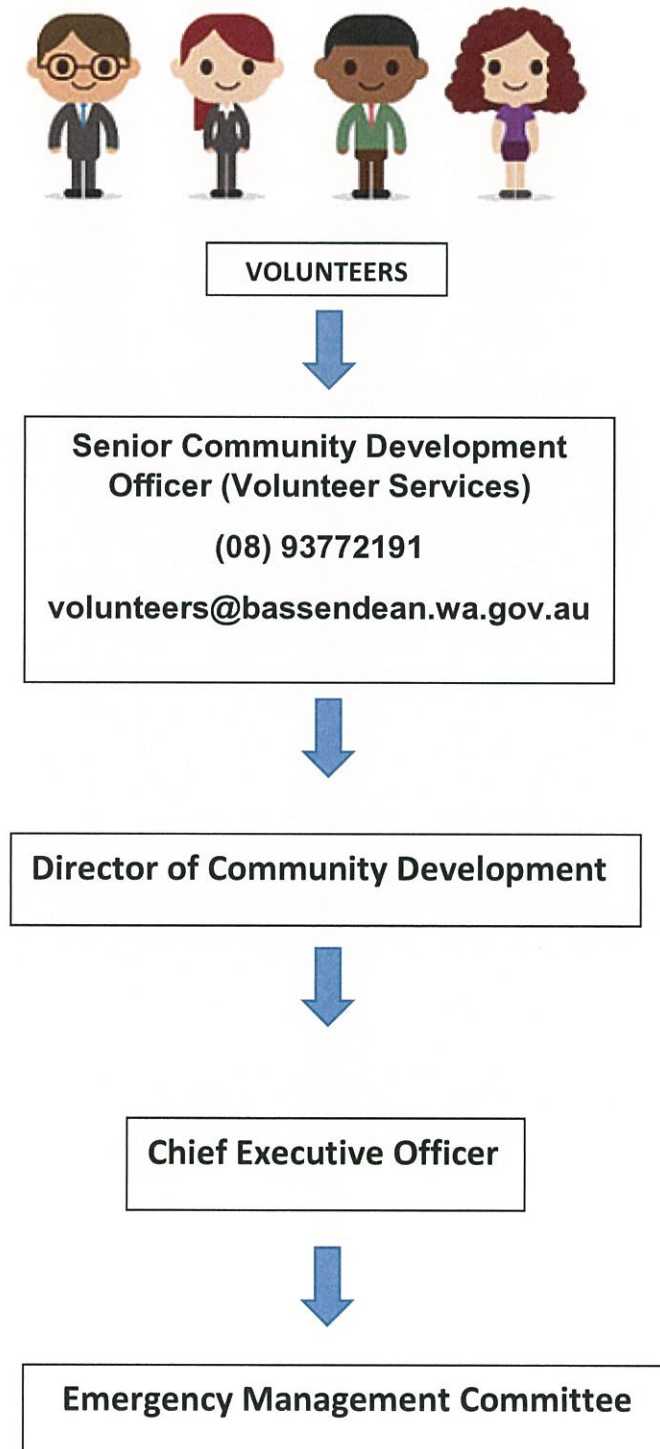 VOLUNTEERS
Senior Community Development
Officer (Volunteer Services)
(08) 93772191
volunteers@bassendean.wa.gov.au
Director of Community Development
Chief Executive Officer
Emergency Management Committee